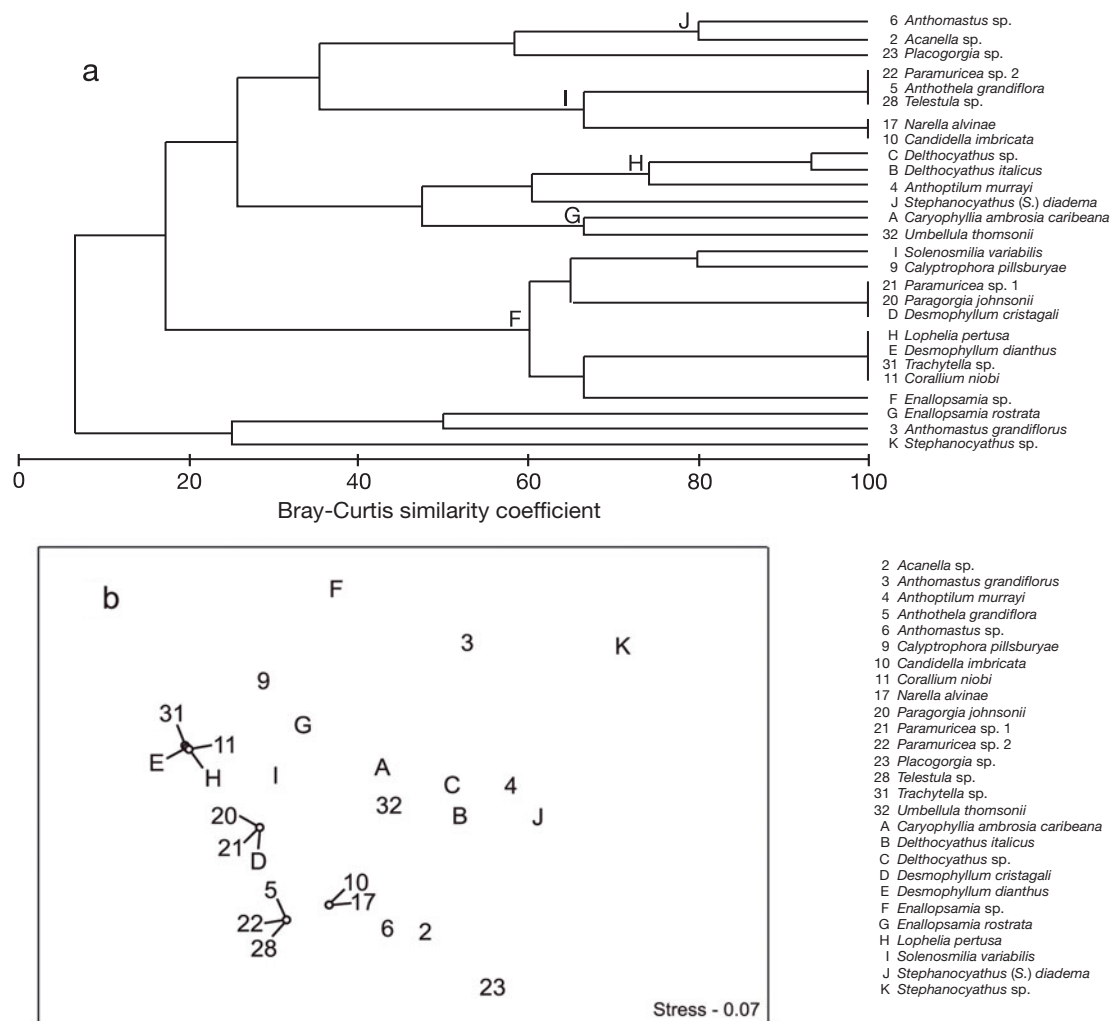 a
J
I
H
G
F
6 Anthomastus sp.
2 Acanella sp.
23 Placogorgia sp.
22 Paramuricea sp. 2
5 Anthothela grandiflora
28 Telestula sp.
17 Narella alvinae
10 Candidella imbricata
C Delthocyathus sp.
B Delthocyathus italicus
4 Anthoptilum murrayi
J Stephanocyathus (S.) diadema
A Caryophyllia ambrosia caribeana
32 Umbellula thomsonii
I Solenosmilia variabilis
9 Calyptrophora pillsburyae
21 Paramuricea sp. 1
20 Paragorgia johnsonii
D Desmophyllum cristagali
H Lophelia pertusa
E Desmophyllum dianthus
31 Trachytella sp.
11 Corallium niobi
F Enallopsamia sp.
G Enallopsamia rostrata
3 Anthomastus grandiflorus
K Stephanocyathus sp.
0 20 40 60 80 100
Bray-Curtis similarity coefficient
b
F
3
K
9
31
G
11
E
H
I
A
C
4
32
B
J
20
21
D
5
10
17
22
28
6
2
23
Stress - 0.07
2 Acanella sp.
3 Anthomastus grandiflorus
4 Anthoptilum murrayi
5 Anthothela grandiflora
6 Anthomastus sp.
9 Calyptrophora pillsburyae
10 Candidella imbricata
11 Corallium niobi
17 Narella alvinae
20 Paragorgia johnsonii
21 Paramuricea sp. 1
22 Paramuricea sp. 2
23 Placogorgia sp.
28 Telestula sp.
31 Trachytella sp.
32 Umbellula thomsonii
A Caryophyllia ambrosia caribeana
B Delthocyathus italicus
C Delthocyathus sp.
D Desmophyllum cristagali
E Desmophyllum dianthus
F Enallopsamia sp.
G Enallopsamia rostrata
H Lophelia pertusa
I Solenosmilia variabilis
J Stephanocyathus (S.) diadema
K Stephanocyathus sp.